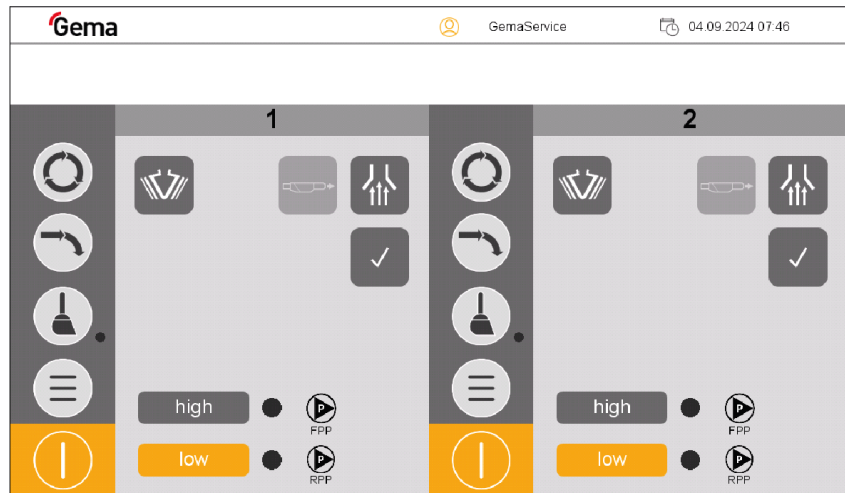 Gema GemaService 04.09.2024 07:46
1 2
high P FPP high P FPP
low P RPP low P RPP